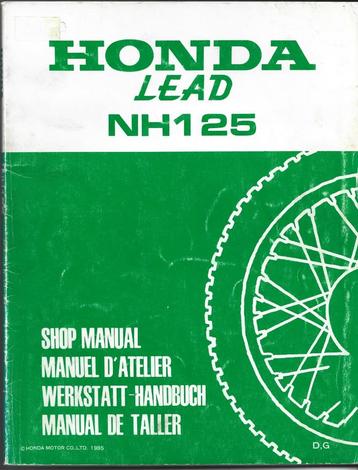 HONDA
LEAD
NH125
SHOP MANUAL
MANUEL D'ATELIER
WERKSTATT-HANDBUCH
MANUAL DE TALLER
© HONDA MOTOR CO., LTD. 1985
D,G